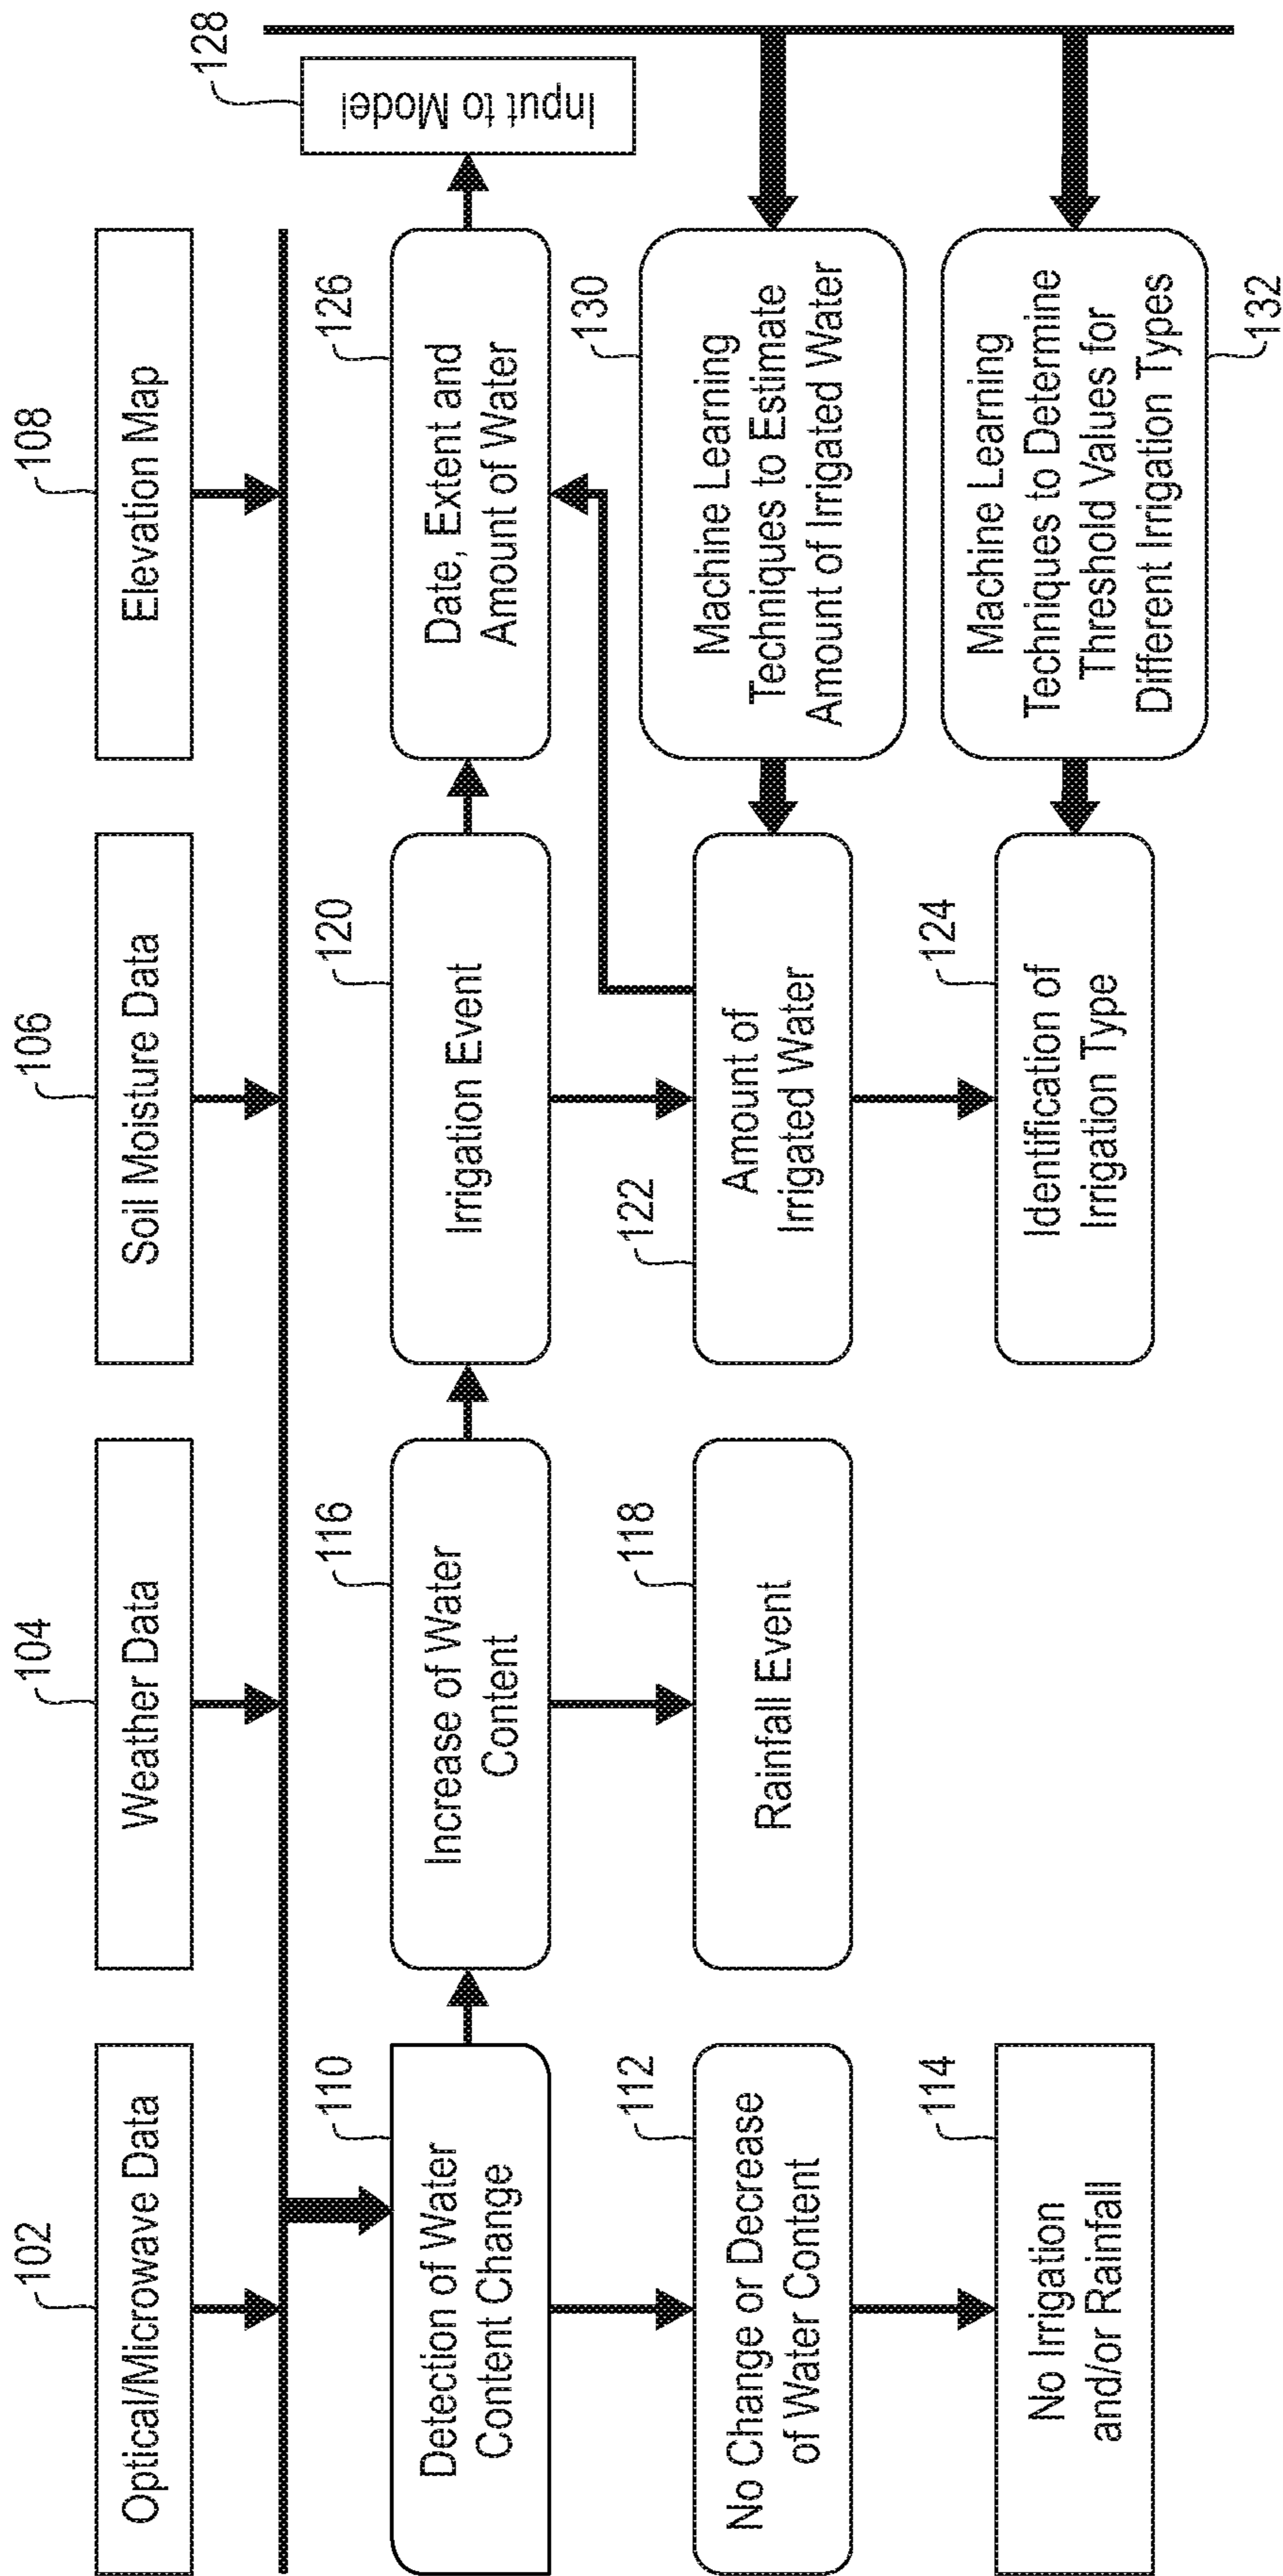 102
Optical/Microwave Data
104
Weather Data
106
Soil Moisture Data
108
Elevation Map
110
Detection of Water
Content Change
116
Increase of Water
Content
120
Irrigation Event
126
Date, Extent and
Amount of Water
128
Input to Model
112
No Change or Decrease
of Water Content
118
Rainfall Event
122
Amount of
Irrigated Water
130
Machine Learning
Techniques to Estimate
Amount of Irrigated Water
114
No Irrigation
and/or Rainfall
124
Identification of
Irrigation Type
Machine Learning
Techniques to Determine
Threshold Values for
Different Irrigation Types
132